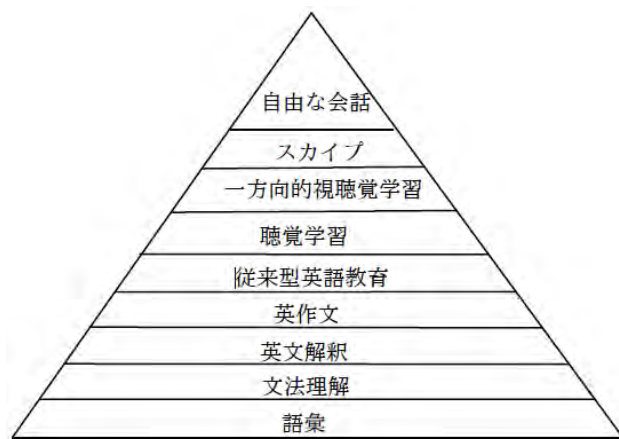 自由な会話
スカイプ
一方向的視聴覚学習
聴覚学習
従来型英語教育
英作文
英文解釈
文法理解
語彙